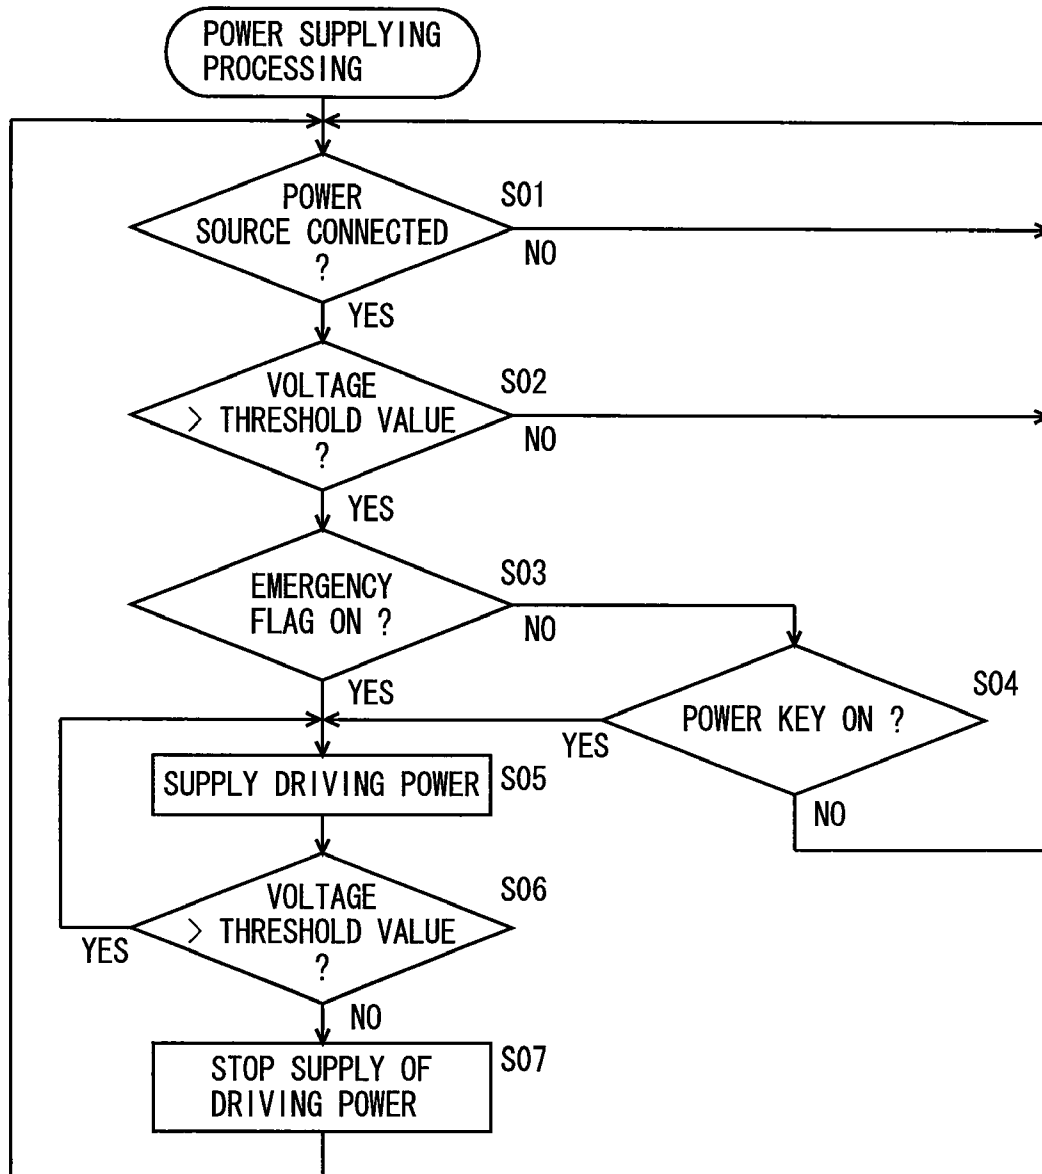 POWER SUPPLYING
PROCESSING
POWER
SOURCE CONNECTED
?
S01
NO
YES
VOLTAGE
> THRESHOLD VALUE
?
S02
NO
YES
EMERGENCY
FLAG ON ?
S03
NO
YES
POWER KEY ON ?
S04
YES
NO
SUPPLY DRIVING POWER
S05
VOLTAGE
> THRESHOLD VALUE
?
S06
YES
NO
STOP SUPPLY OF
DRIVING POWER
S07